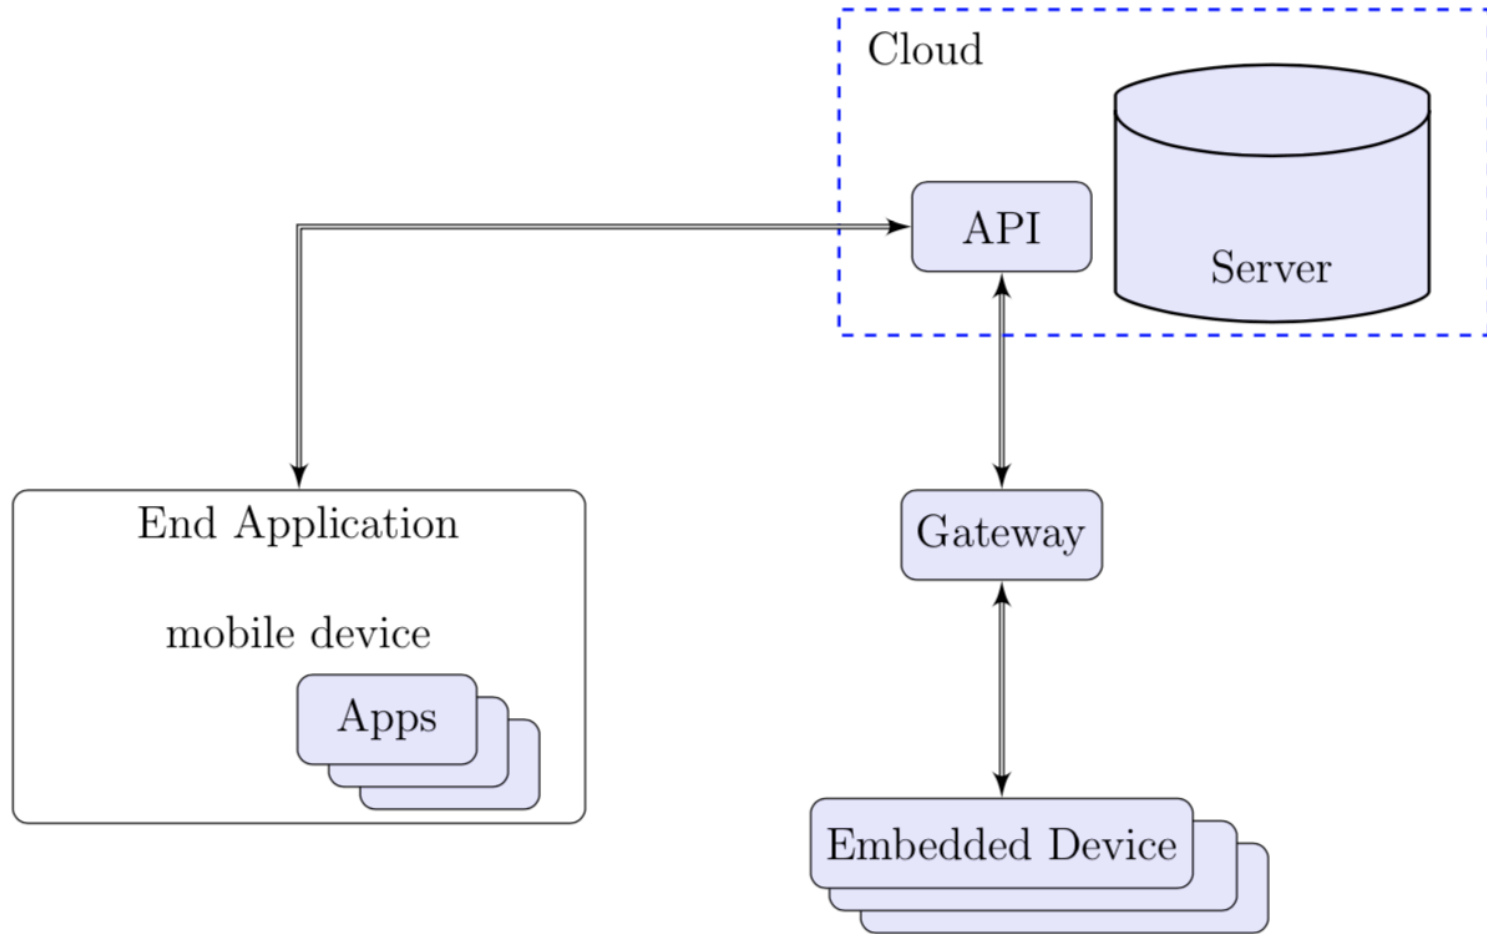 Cloud
API
Server
End Application
Gateway
mobile device
Apps
Embedded Device